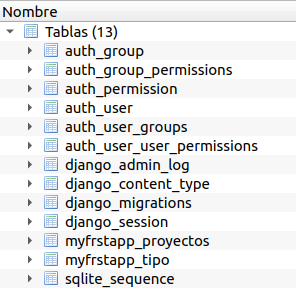 Nombre
Tablas (13)
auth_group
auth_group_permissions
auth_permission
auth_user
auth_user_groups
auth_user_user_permissions
django_admin_log
django_content_type
django_migrations
django_session
myfrstapp_proyectos
myfrstapp_tipo
sqlite_sequence